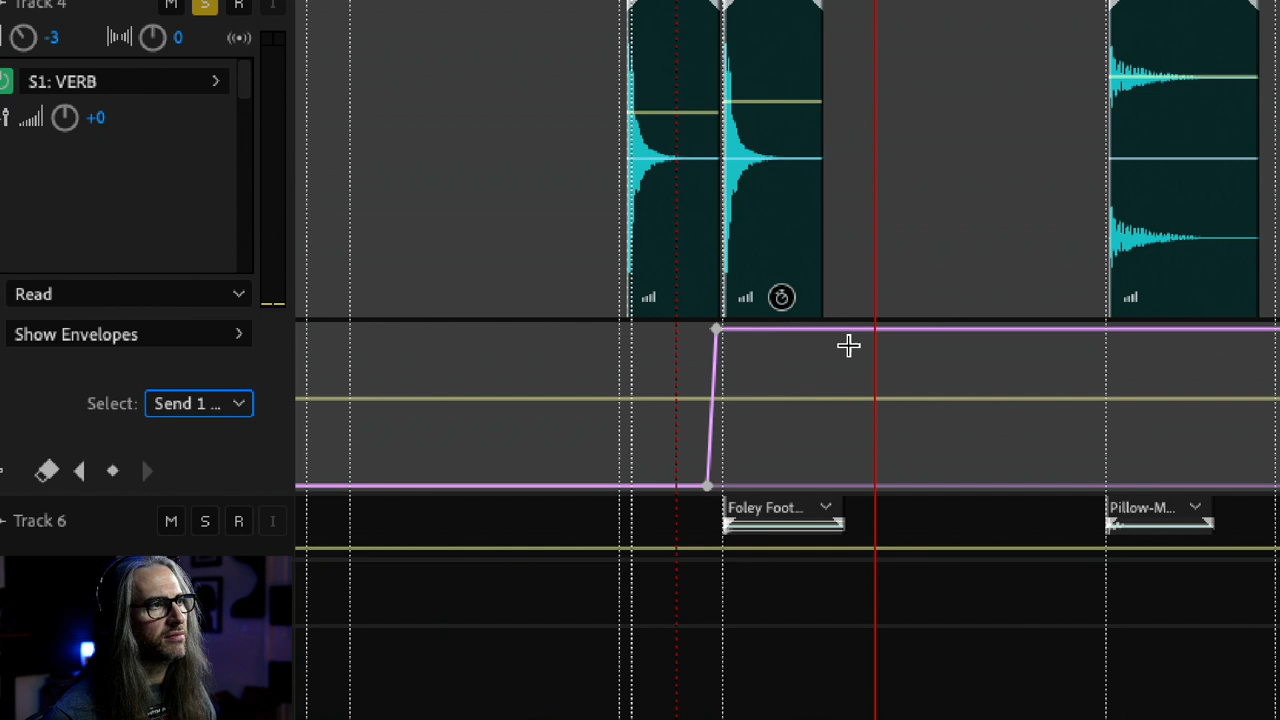 Track 4
M S R I
-3 0
S1: VERB
+0
Read
Show Envelopes
Select: Send 1 ...
Track 6 M S R I
Foley Foot... Pillow-M...